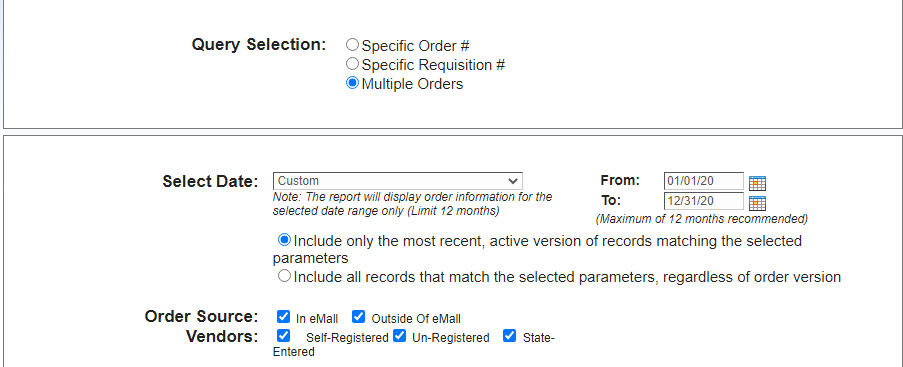 Query Selection: Specific Order #
Specific Requisition #
Multiple Orders
Select Date: Custom From: 01/01/20
Note: The report will display order information for the To: 12/31/20
selected date range only (Limit 12 months) (Maximum of 12 months recommended)
Include only the most recent, active version of records matching the selected
parameters
Include all records that match the selected parameters, regardless of order version
Order Source: In eMall Outside Of eMall
Vendors: Self-Registered Un-Registered State-
Entered